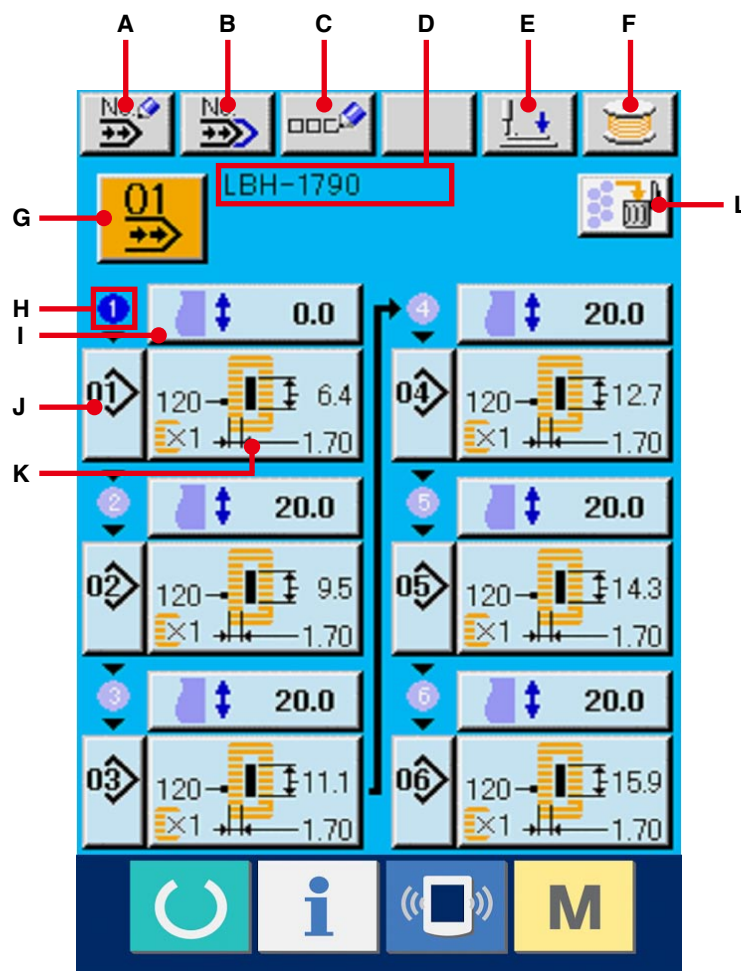 A B C D E F
No. No.
LBH-1790
01
G
L
H
1 0.0 4 20.0
I
J
01 120 6.4 04 120 12.7
×1 1.70 ×1 1.70
K
2 20.0 5 20.0
02 120 9.5 05 120 14.3
×1 1.70 ×1 1.70
3 20.0 6 20.0
03 120 11.1 06 120 15.9
×1 1.70 ×1 1.70
i M